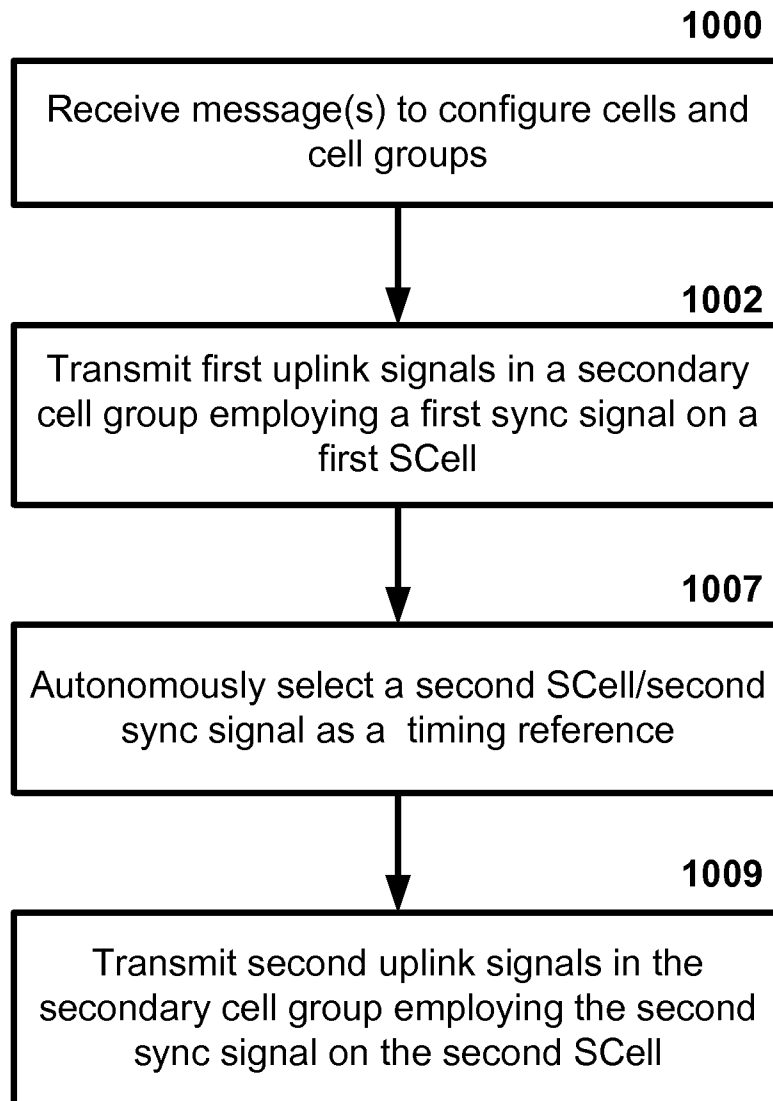 1000
Receive message(s) to configure cells and
cell groups
1002
Transmit first uplink signals in a secondary
cell group employing a first sync signal on a
first SCell
1007
Autonomously select a second SCell/second
sync signal as a timing reference
1009
Transmit second uplink signals in the
secondary cell group employing the second
sync signal on the second SCell